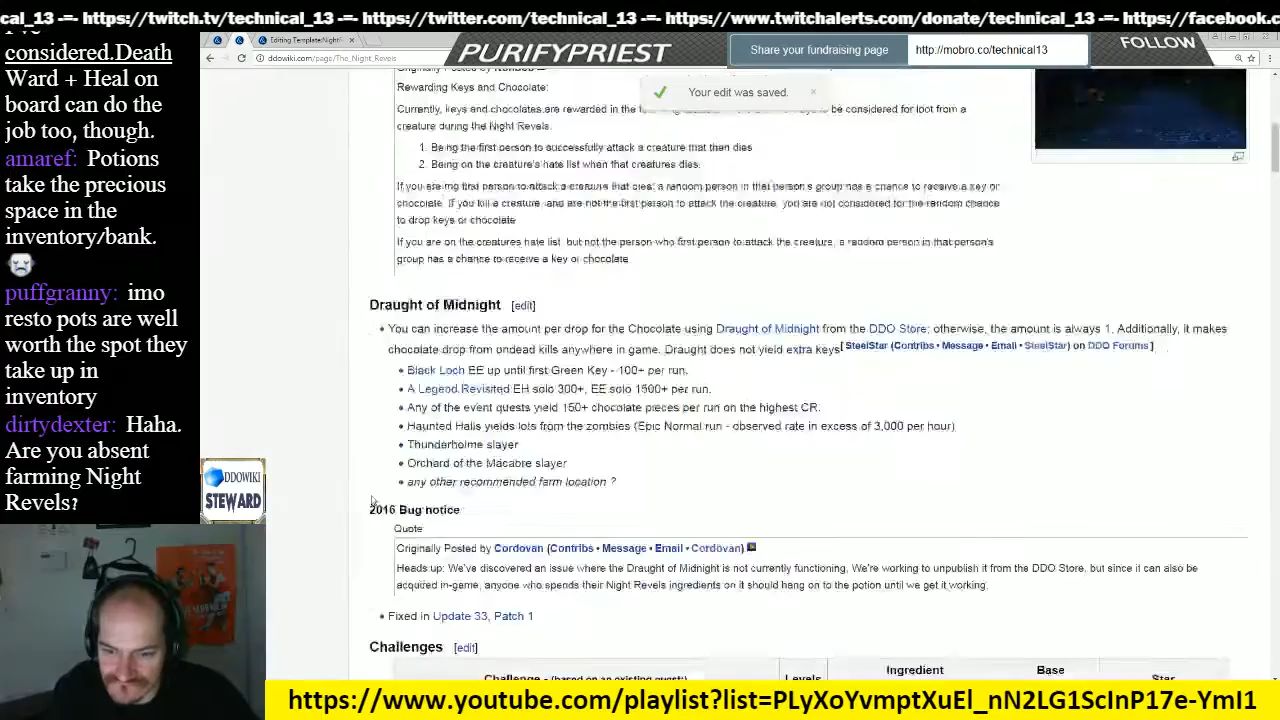 cal_13 -=- https://twitch.tv/technical_13 -=- https://twitter.com/technical_13 -=- https://www.twitchalerts.com/donate/technical_13 -=- https://facebook.c
I've
considered.Death
Ward + Heal on
board can do the
job too, though.
amaref: Potions
take the precious
space in the
inventory/bank.
puffgranny: imo
resto pots are well
worth the spot they
take up in
inventory
dirtydexter: Haha.
Are you absent
farming Night
Revels?
DDOWIKI
STEWARD
Editing Template:Night
PURIFYPRIEST
Share your fundraising page
http://mobro.co/technical13
FOLLOW
ddowiki.com/page/The_Night_Revels
Your edit was saved.
Originally Posted by
Rewarding Keys and Chocolate:
Currently, keys and chocolates are rewarded in the
to be considered for loot from a
creature during the Night Revels.
1. Being the first person to successfully attack a creature that then dies
2. Being on the creature's hate list when that creatures dies.
If you are the first person to attack a creature that dies, a random person in that person's group has a chance to receive a key or
chocolate. If you kill a creature, and are not the first person to attack the creature, you are not considered for the random chance
to drop keys or chocolate
If you are on the creatures hate list, but not the person who first person to attack the creature, a random person in that person's
group has a chance to receive a key or chocolate
Draught of Midnight [edit]
• You can increase the amount per drop for the Chocolate using Draught of Midnight from the DDO Store; otherwise, the amount is always 1. Additionally, it makes
chocolate drop from undead kills anywhere in game. Draught does not yield extra keys[ SteelStar (Contribs • Message • Email • SteelStar) on DDO Forums ]
• Black Loch EE up until first Green Key - 100+ per run.
• A Legend Revisited EH solo 300+, EE solo 1500+ per run.
• Any of the event quests yield 150+ chocolate pieces per run on the highest CR.
• Haunted Halls yields lots from the zombies (Epic Normal run - observed rate in excess of 3,000 per hour)
• Thunderholme slayer
• Orchard of the Macabre slayer
• any other recommended farm location ?
2016 Bug notice
Quote
Originally Posted by Cordovan (Contribs • Message • Email • Cordovan)
Heads up: We've discovered an issue where the Draught of Midnight is not currently functioning. We're working to unpublish it from the DDO Store, but since it can also be
acquired in-game, anyone who spends their Night Revels ingredients on it should hang on to the potion until we get it working.
• Fixed in Update 33, Patch 1
Challenges [edit]
Challenge - (based on an existing quest:)
Levels
Ingredient
Base
Star
https://www.youtube.com/playlist?list=PLyXoYvmptXuEl_nN2LG1ScInP17e-YmI1